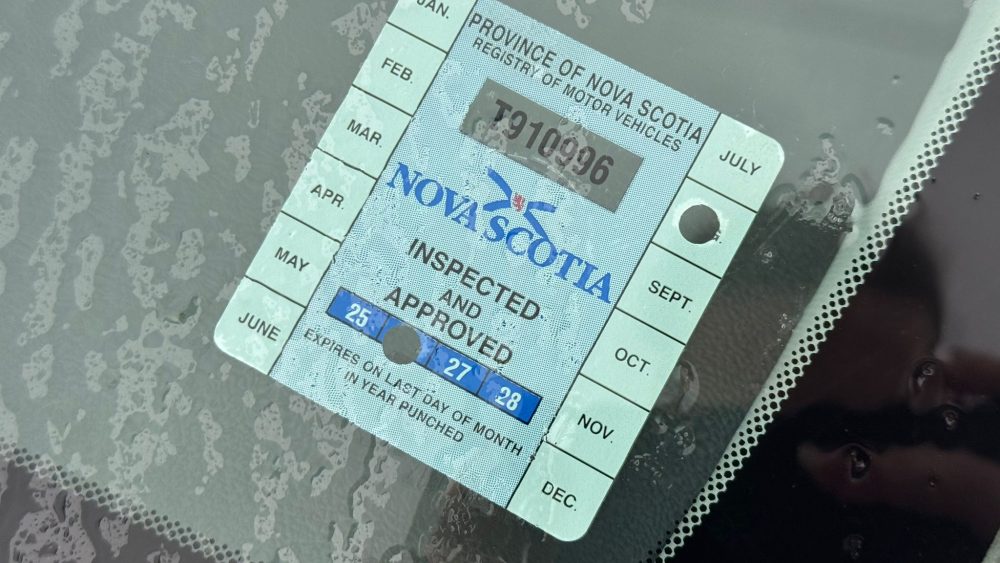 PROVINCE OF NOVA SCOTIA
REGISTRY OF MOTOR VEHICLES
T910996
NOVA SCOTIA
INSPECTED
AND
APPROVED
25 27 28
EXPIRES ON LAST DAY OF MONTH
IN YEAR PUNCHED
JAN.
FEB.
MAR.
APR.
MAY
JUNE
JULY
SEPT.
OCT.
NOV.
DEC.